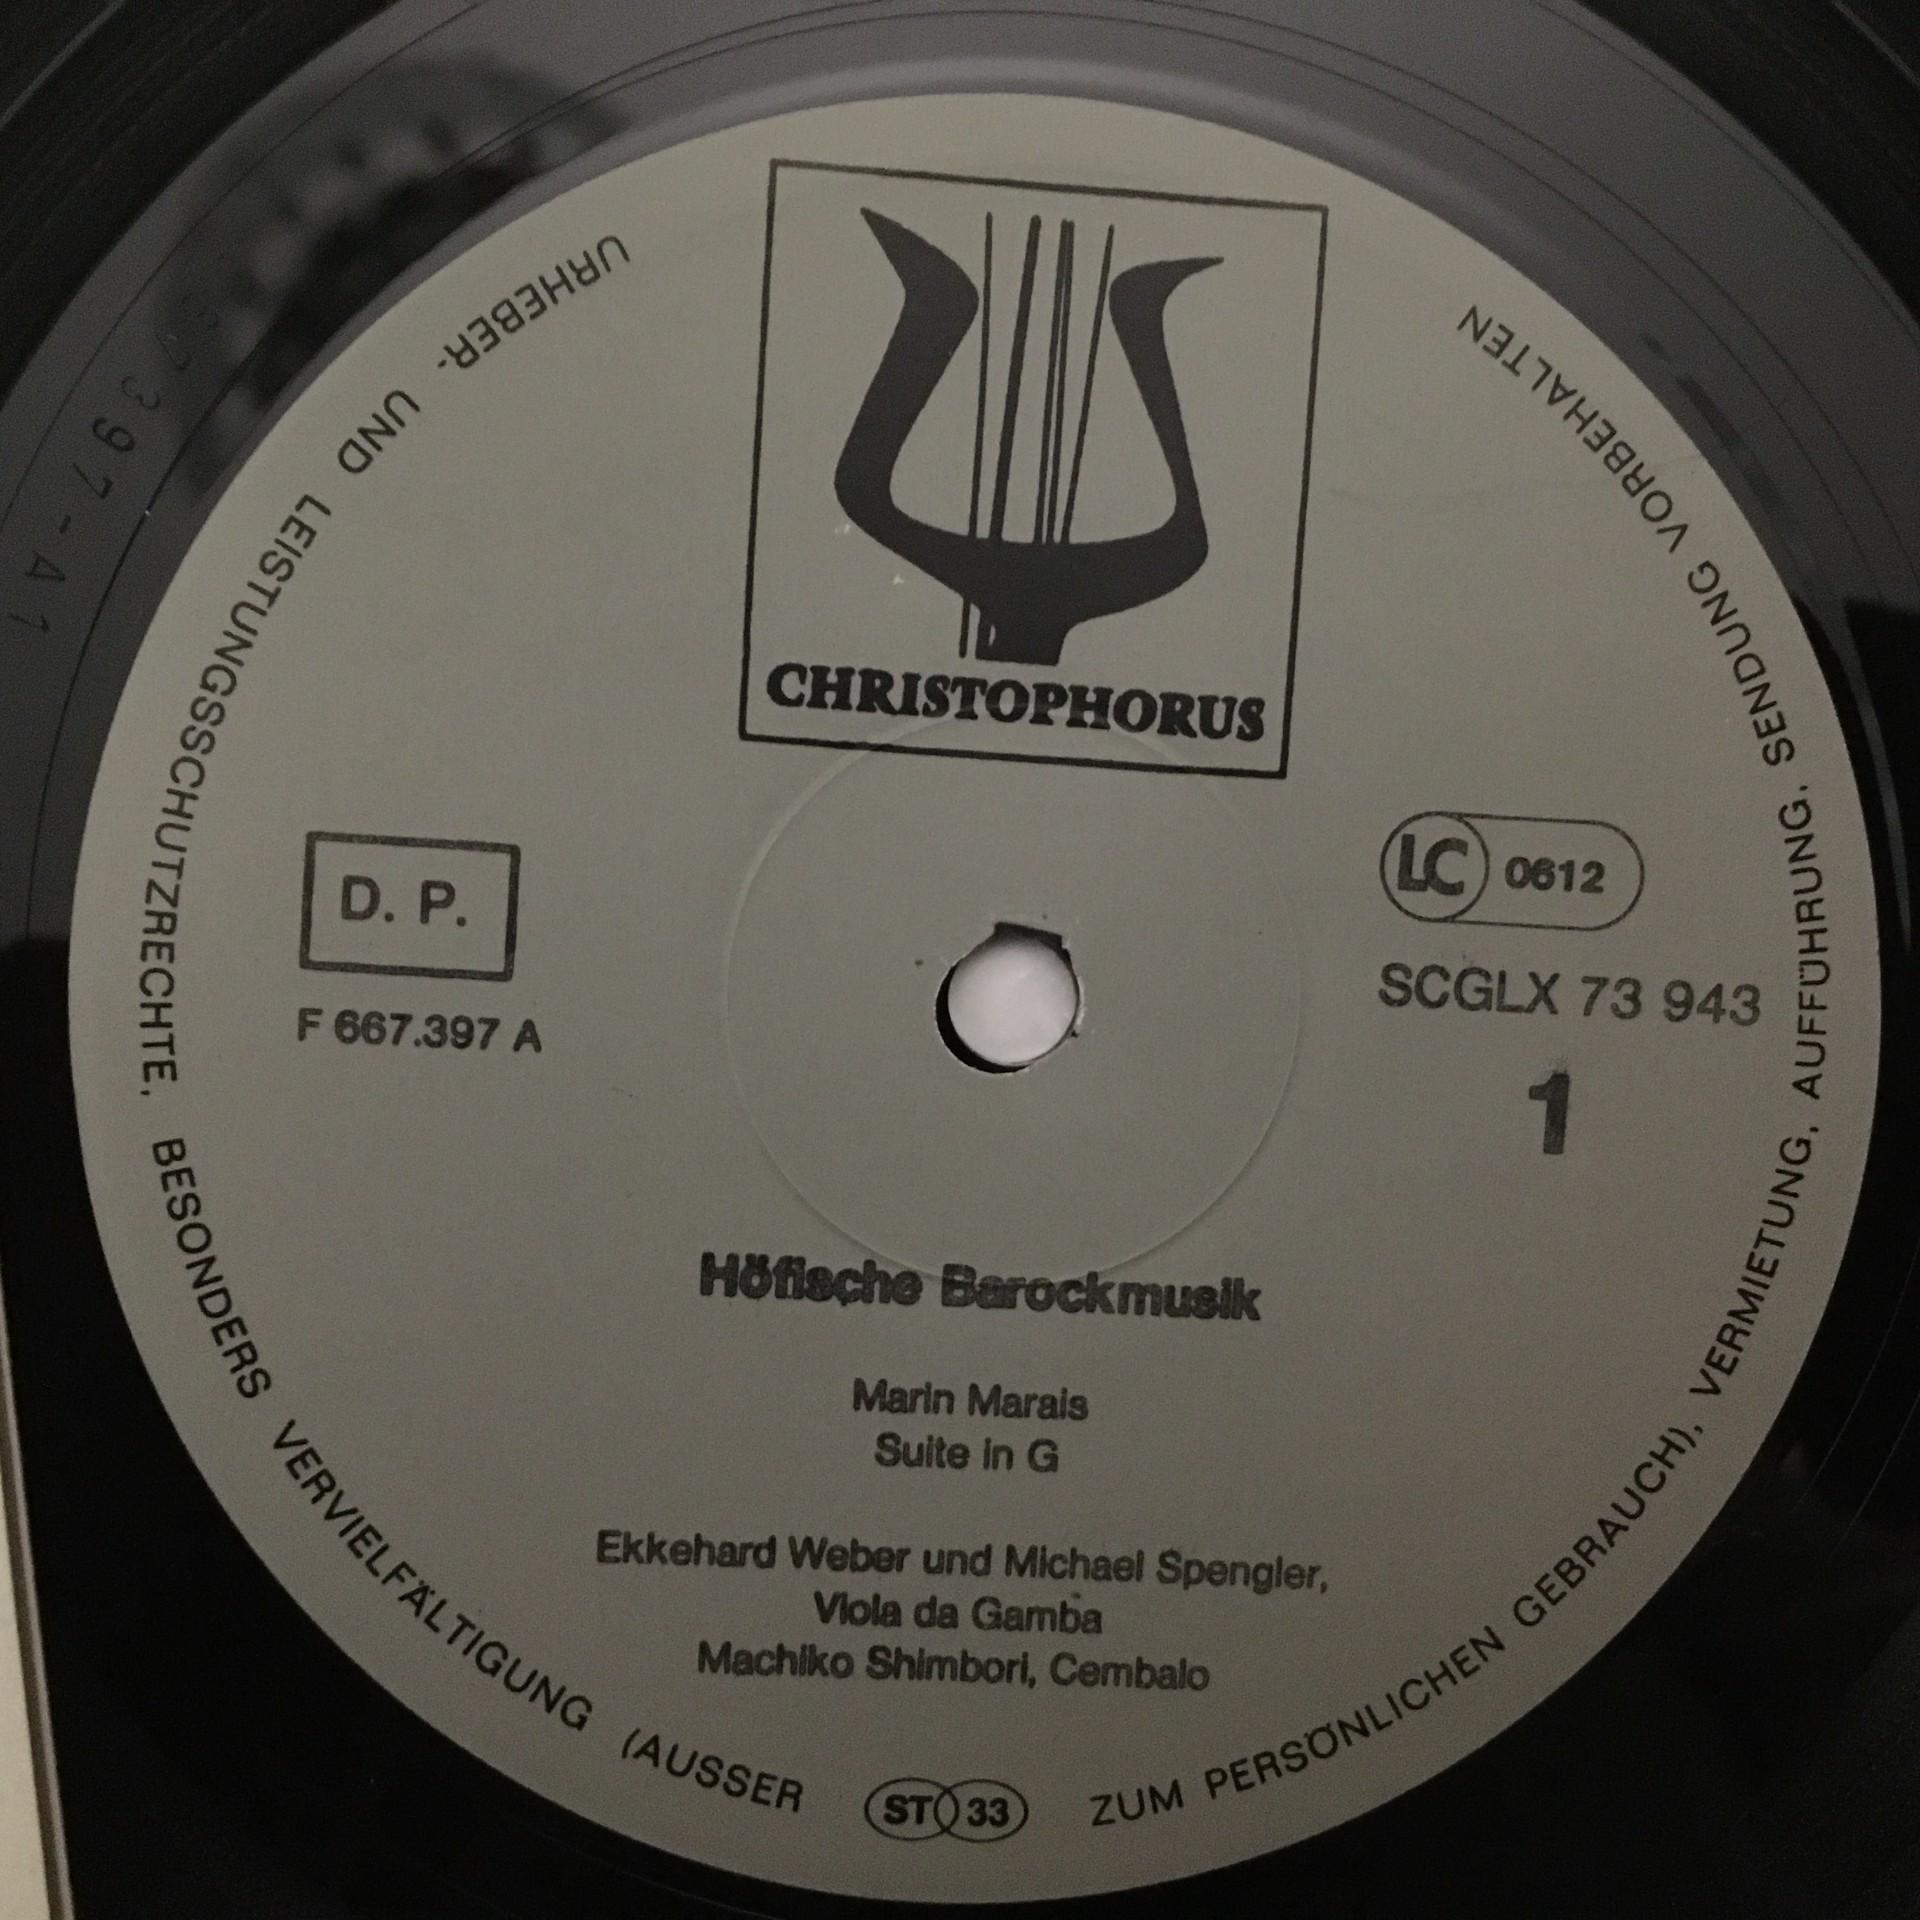 CHRISTOPHORUS
D. P.
F 667.397 A
LC 0612
SCGLX 73 943
1
Höfische Barockmusik
Marin Marais
Suite in G
Ekkehard Weber und Michael Spengler,
Viola da Gamba
Machiko Shimbori, Cembalo
ST 33
URHEBER- UND LEISTUNGSSCHUTZRECHTE, BESONDERS VERVIELFÄLTIGUNG (AUSSER ZUM PERSÖNLICHEN GEBRAUCH), VERMIETUNG, AUFFÜHRUNG, SENDUNG VORBEHALTEN